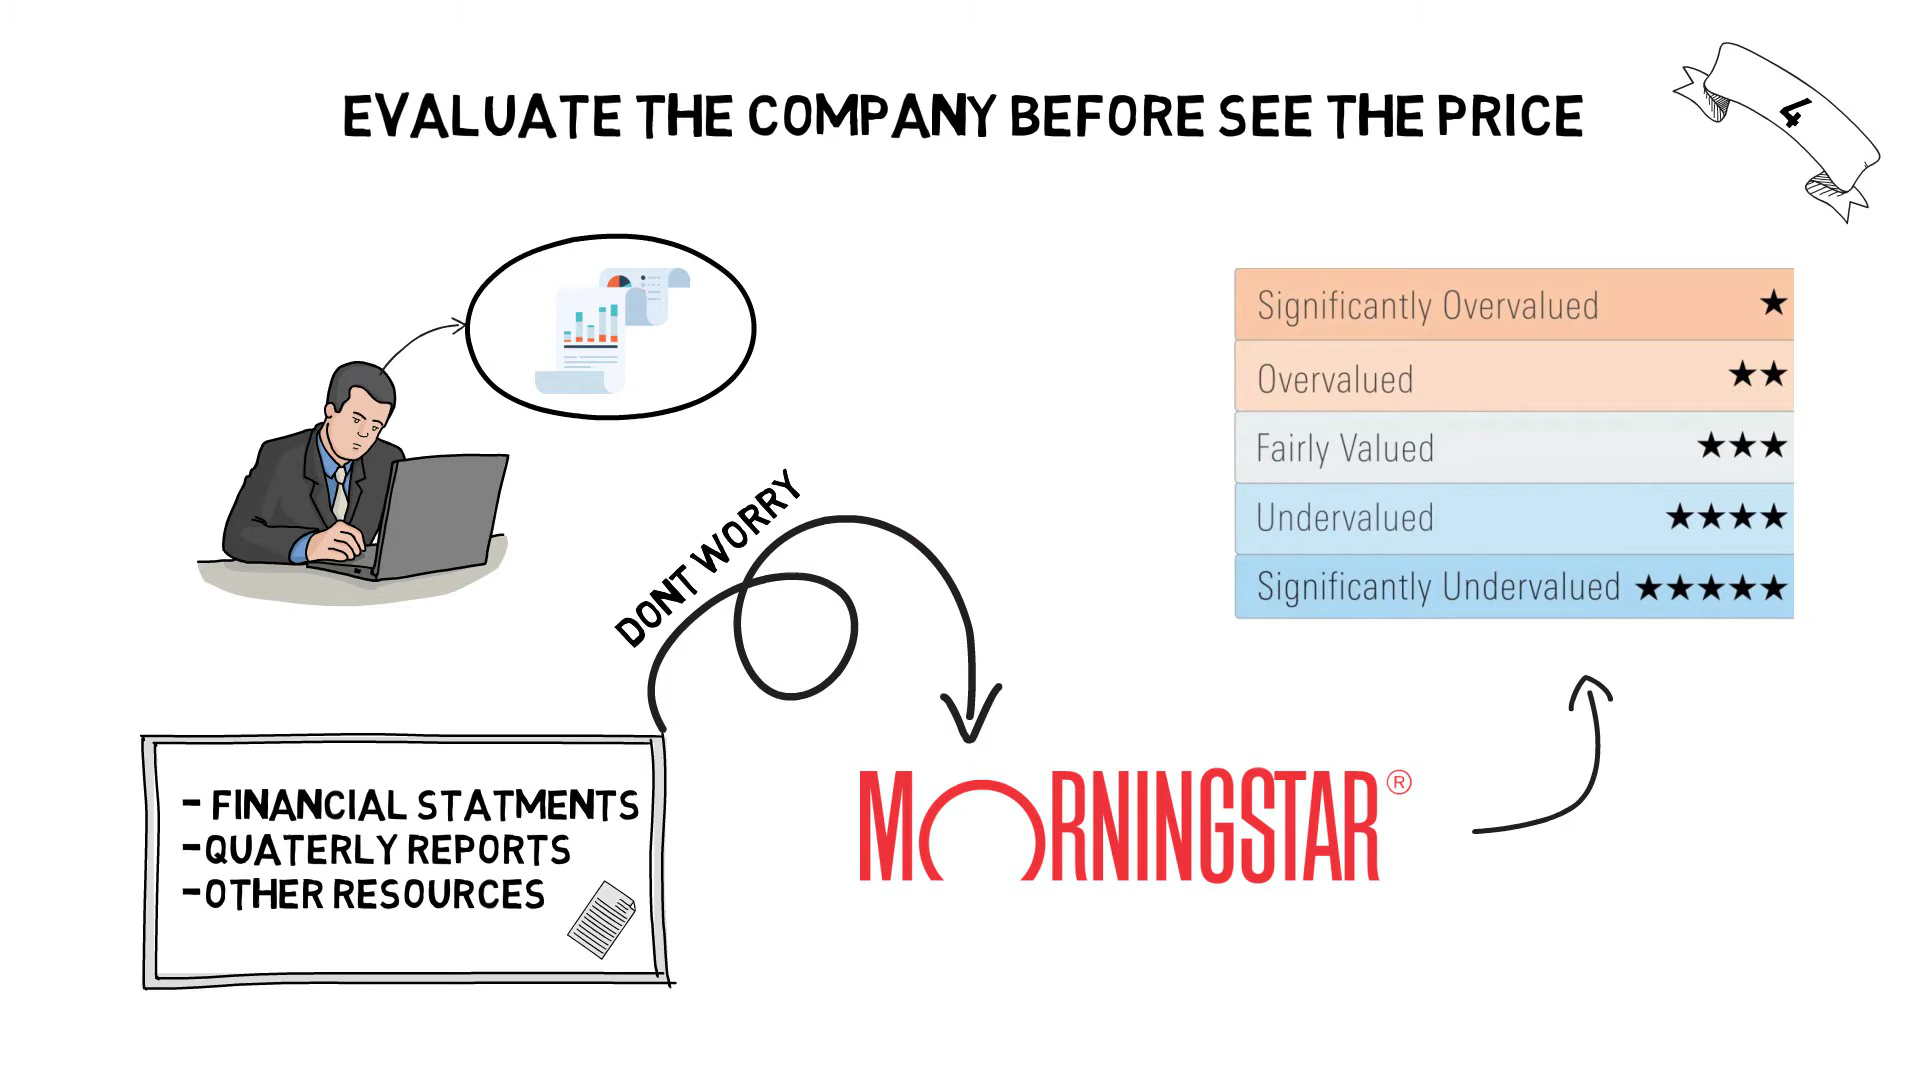 EVALUATE THE COMPANY BEFORE SEE THE PRICE
4
Significantly Overvalued ★
Overvalued ★★
Fairly Valued ★★★
Undervalued ★★★★
Significantly Undervalued ★★★★★
DONT WORRY
- FINANCIAL STATMENTS
-QUATERLY REPORTS
-OTHER RESOURCES
MORNINGSTAR®